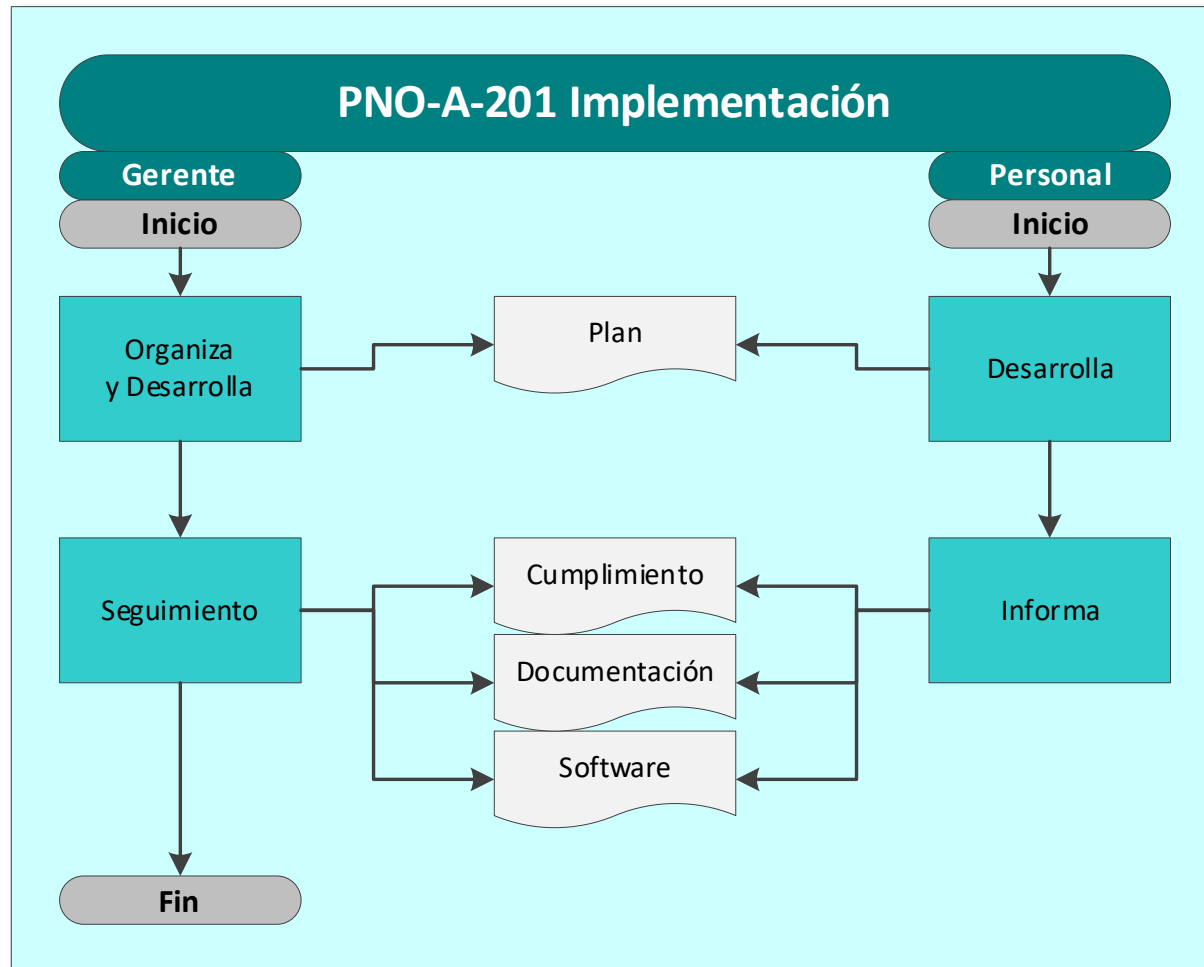 PNO-A-201 Implementación
Gerente
Personal
Inicio
Inicio
Organiza
y Desarrolla
Plan
Desarrolla
Seguimiento
Cumplimiento
Informa
Documentación
Software
Fin